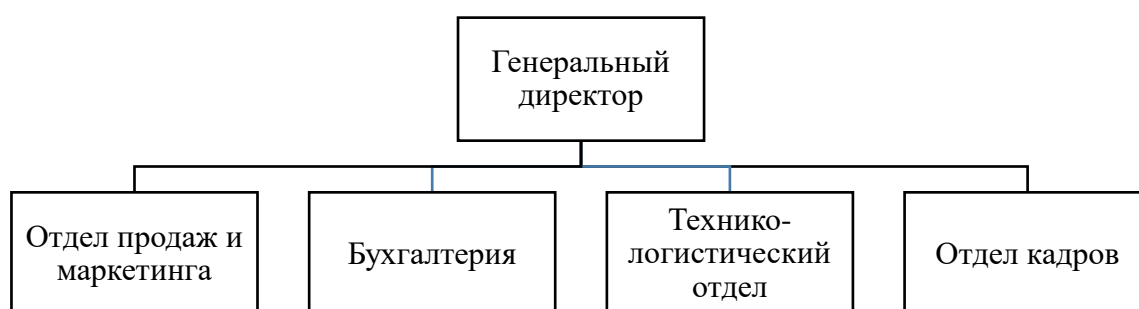 Генеральный
директор
Отдел продаж и
маркетинга
Бухгалтерия
Технико-
логистический
отдел
Отдел кадров